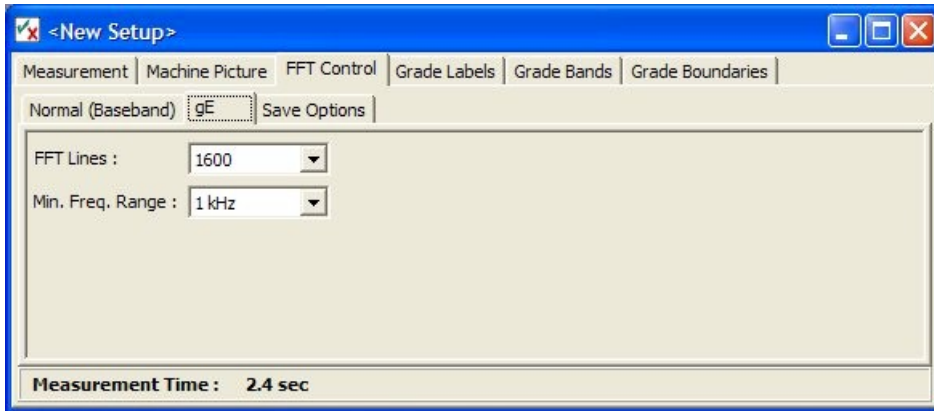 <New Setup>
Measurement Machine Picture FFT Control Grade Labels Grade Bands Grade Boundaries
Normal (Baseband) gE Save Options
FFT Lines : 1600
Min. Freq. Range : 1 kHz
Measurement Time : 2.4 sec